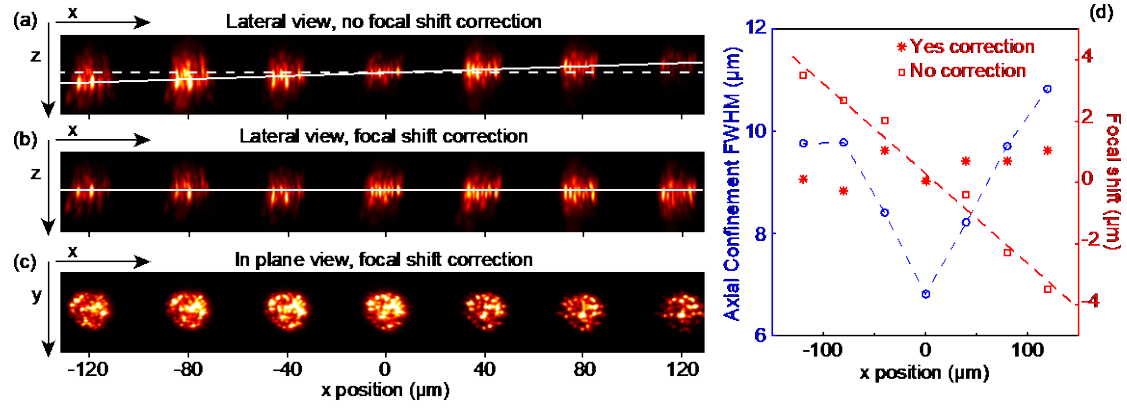 (a)
x
Lateral view, no focal shift correction
z
(b)
x
Lateral view, focal shift correction
z
(c)
x
In plane view, focal shift correction
y
-120 -80 -40 0 40 80 120
x position (µm)
(d)
Yes correction
No correction
Axial Confinement FWHM (µm)
12
10
8
6
Focal shift (µm)
4
2
0
-2
-4
-100 0 100
x position (µm)